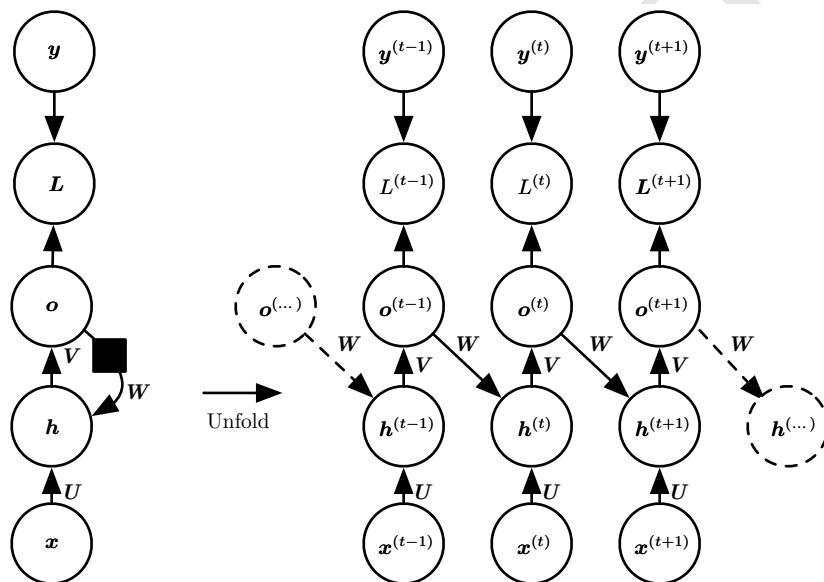 y y^(t−1) y^(t) y^(t+1)
L L^(t−1) L^(t) L^(t+1)
o o^(...) o^(t−1) o^(t) o^(t+1)
W W W W
V V V V
W
Unfold
h h^(t−1) h^(t) h^(t+1) h^(...)
U U U U
x x^(t−1) x^(t) x^(t+1)